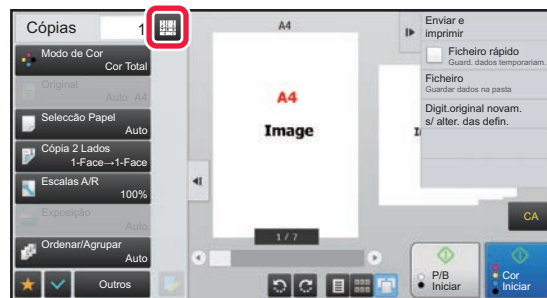 Cópias 1
Modo de Cor
Cor Total
Original
Auto A4
Selecção Papel
Auto
Cópia 2 Lados
1-Face→1-Face
Escalas A/R
100%
Exposição
Auto
Ordenar/Agrupar
Auto
Outros
A4
A4
Image
1 / 7
Enviar e
imprimir
Ficheiro rápido
Guard. dados temporariam.
Ficheiro
Guardar dados na pasta
Digit.original novam.
s/ alter. das defin.
CA
P/B
Iniciar
Cor
Iniciar